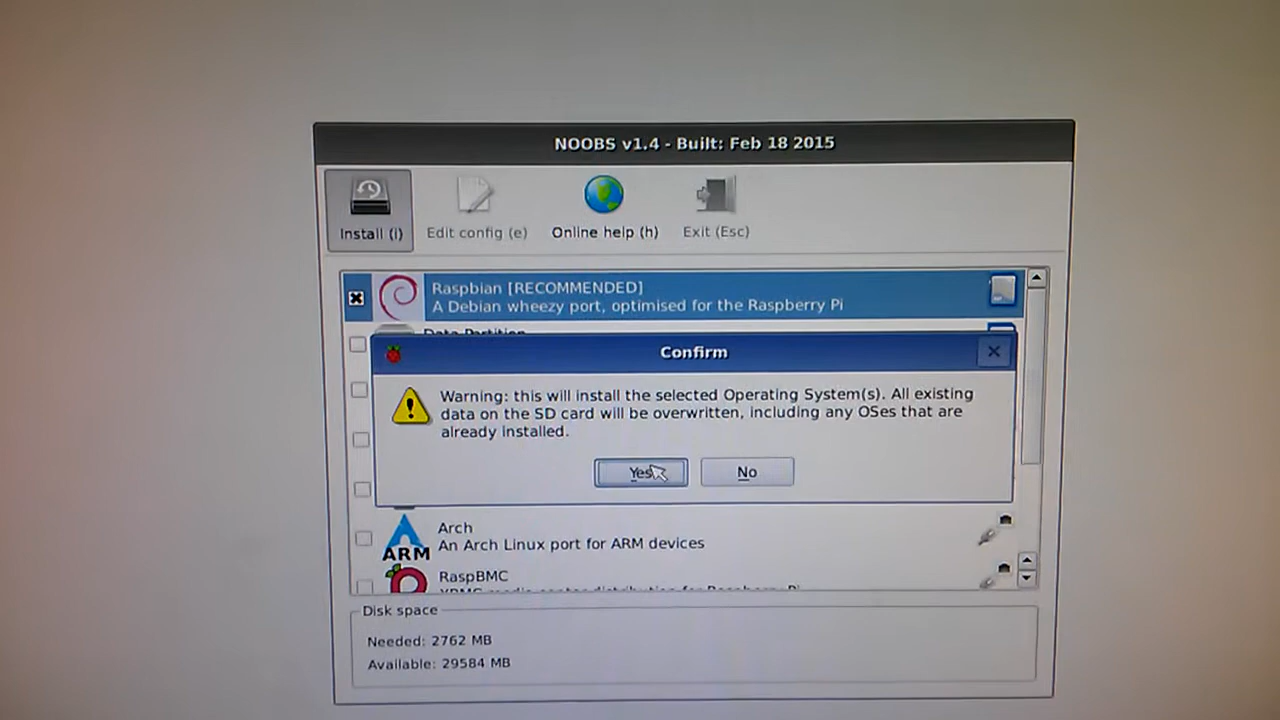 NOOBS v1.4 - Built: Feb 18 2015
Install (i)
Edit config (e)
Online help (h)
Exit (Esc)
Raspbian [RECOMMENDED]
A Debian wheezy port, optimised for the Raspberry Pi
Data Partition
Confirm
Warning: this will install the selected Operating System(s). All existing
data on the SD card will be overwritten, including any OSes that are
already installed.
Yes
No
Arch
An Arch Linux port for ARM devices
ARM
RaspBMC
Disk space
Needed: 2762 MB
Available: 29584 MB